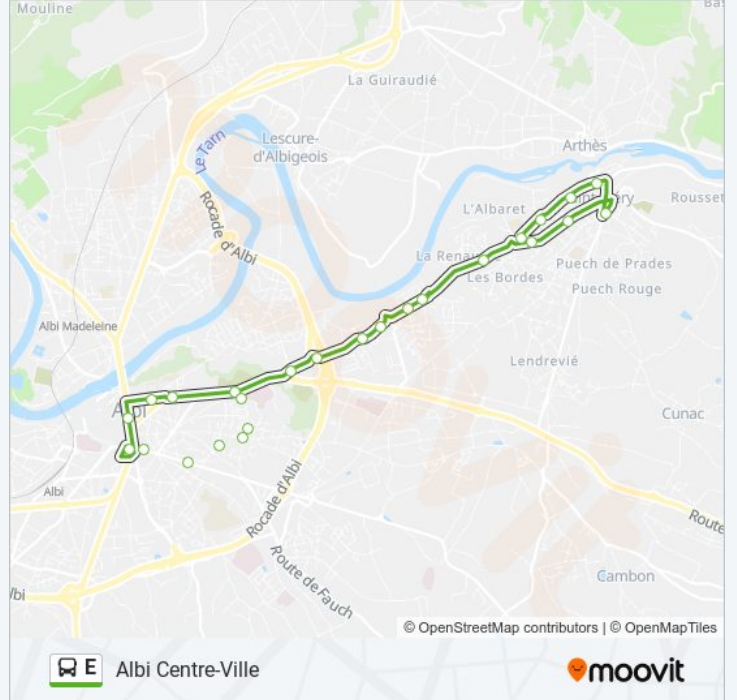 Mouline
La Guiraudié
Le Tarn
Lescure-
d'Albigeois
Arthès
Rocade d'Albi
L'Albaret
Rousset
La Renau
Les Bordes
Puech de Prades
Puech Rouge
Albi Madeleine
Lendrevié
Albi
Cunac
Albi
Rocade d'Albi
Route
Route de Fauch
Cambon
lbi
© OpenStreetMap contributors | © OpenMapTiles
E Albi Centre-Ville
moovit